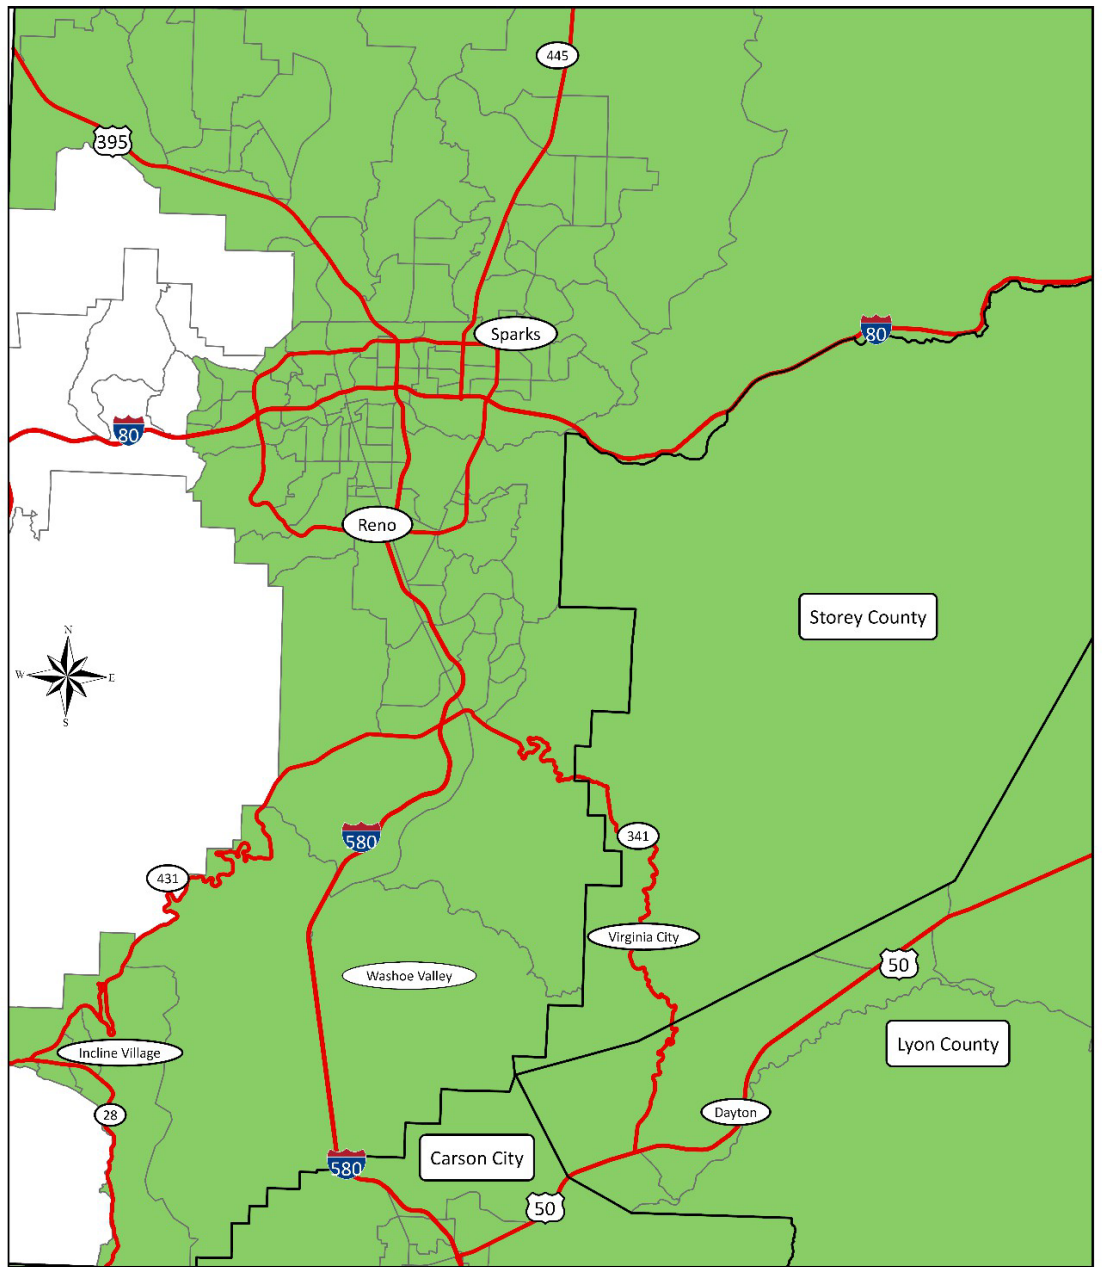 445
395
Sparks
80
80
Reno
Storey County
N
W
E
S
580
341
431
Virginia City
50
Washoe Valley
Lyon County
Incline Village
28
Dayton
Carson City
580
50